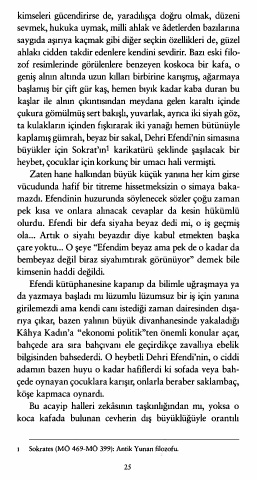 kimseleri gücendirirse de, yaradılışça doğru olmak, düzeni
sevmek, hukuka uymak, milli ahlak ve âdetlerden bazılarına
saygıda aşırıya kaçmak gibi diğer seçkin özellikleri de, güzel
ahlakı cidden takdir edenlere kendini sevdirir. Bazı eski filo-
zof resimlerinde görülenlere benzeyen koskoca bir kafa, o
geniş alnın altında uzun kılları birbirine karışmış, ağarmaya
başlamış bir çift gür kaş, hemen bıyık kadar kaba duran bu
kaşlar ile alnın çıkıntısından meydana gelen karaltı içinde
çukura gömülmüş sert bakışlı, yuvarlak, ayrıca iki siyah göz,
ta kulakların içinden fışkırarak iki yanağı hemen bütünüyle
kaplamış gümrah, beyaz bir sakal, Dehri Efendi'nin simasına
büyükler için Sokrat'ın¹ karikatürü şeklinde şaşılacak bir
heybet, çocuklar için korkunç bir umacı hali vermişti.
Zaten hane halkından büyük küçük yanına her kim girse
vücudunda hafif bir titreme hissetmeksizin o simaya baka-
mazdı. Efendinin huzurunda söylenecek sözler çoğu zaman
pek kısa ve onlara alınacak cevaplar da kesin hükümlü
olurdu. Efendi bir defa siyaha beyaz dedi mi, o iş geçmiş
ola... Artık o siyahı beyazdır diye kabul etmekten başka
çare yoktu... O şeye "Efendim beyaz ama pek de o kadar da
bembeyaz değil biraz siyahımtırak görünüyor" demek bile
kimsenin haddi değildi.
Efendi kütüphanesine kapanıp da bilimle uğraşmaya ya
da yazmaya başladı mı lüzumlu lüzumsuz bir iş için yanına
girilemezdi ama kendi canı istediği zaman dairesinden dışa-
rıya çıkar, bazen yalının büyük divanhanesinde yakaladığı
Kâhya Kadın'a "ekonomi politik"ten önemli konular açar,
bahçede ara sıra bahçıvanı ele geçirdikçe zavallıya ebelik
bilgisinden bahsederdi. O heybetli Dehri Efendi'nin, o ciddi
adamın bazen huyu o kadar hafiflerdi ki sofada veya bah-
çede oynayan çocuklara karışır, onlarla beraber saklambaç,
köşe kapmaca oynardı.
Bu acayip halleri zekâsının taşkınlığından mı, yoksa o
koca kafada bulunan cevherin dış büyüklüğüyle orantılı
1 Sokrates (MÖ 469-MÖ 399): Antik Yunan filozofu.
25